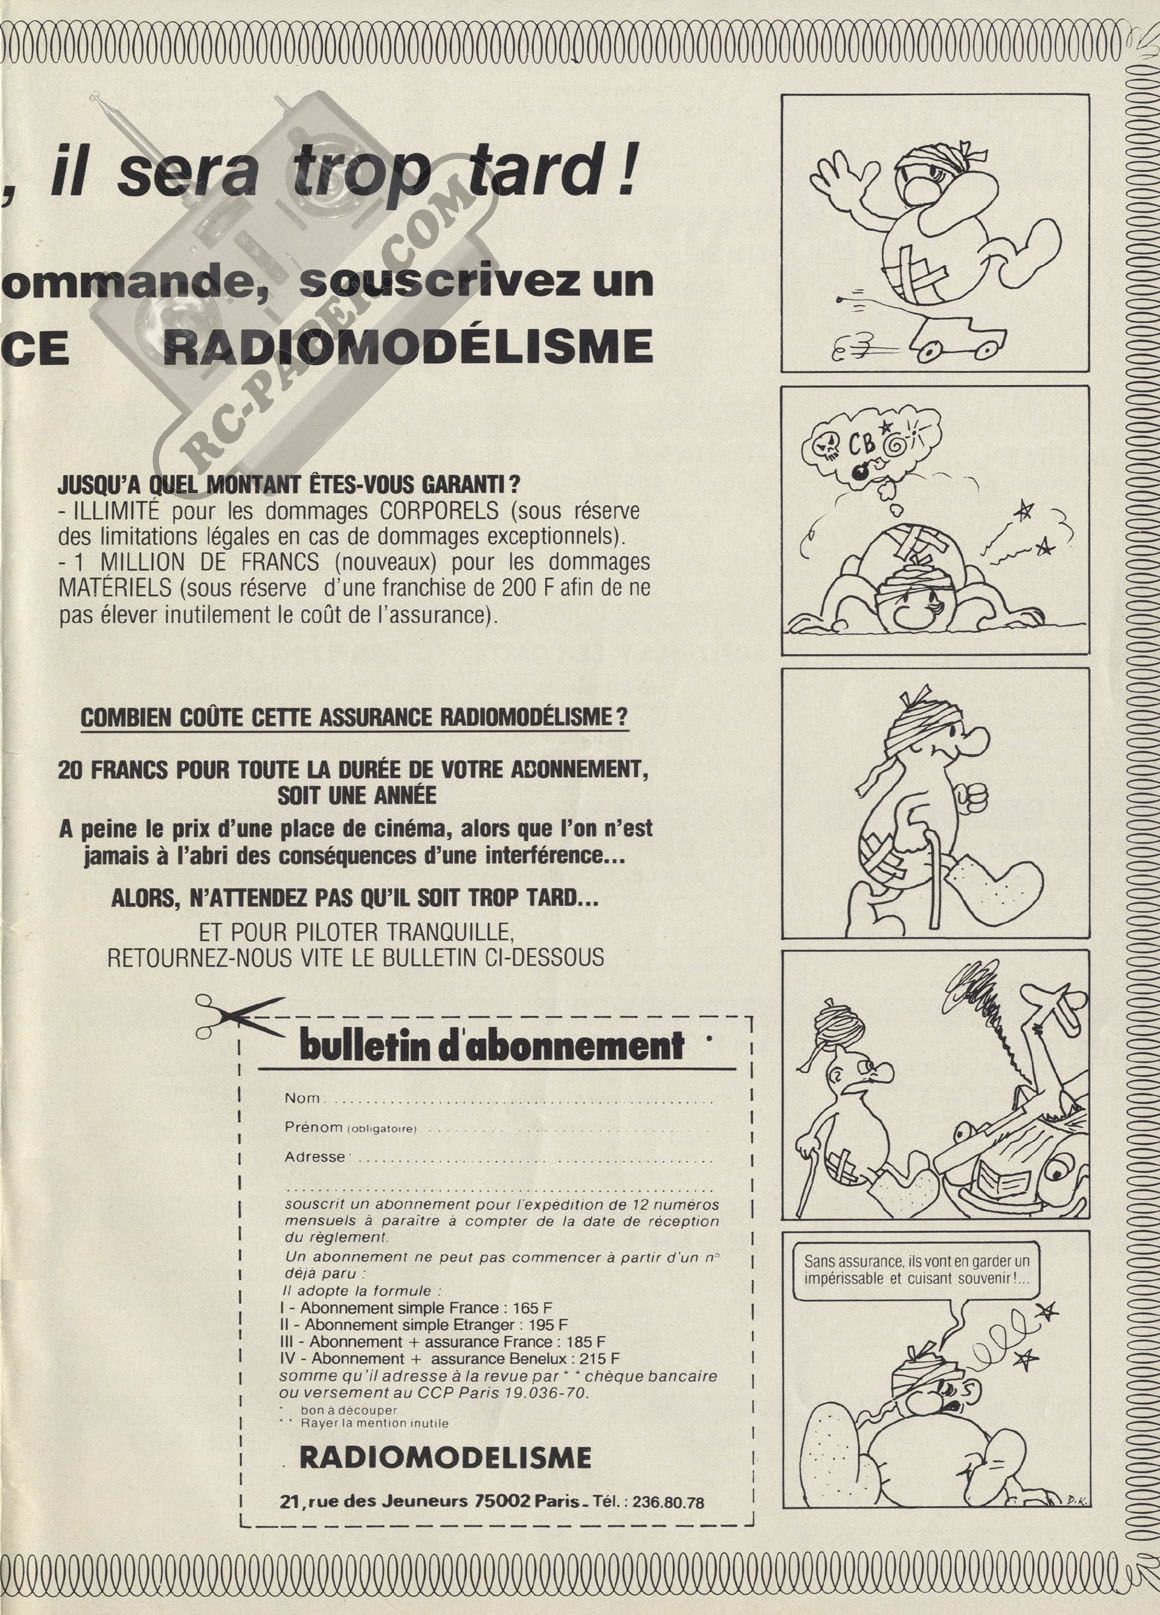 , il sera trop tard !
ommande, souscrivez un
CE RADIOMODÉLISME
RC-PAPER.COM
JUSQU'A QUEL MONTANT ÊTES-VOUS GARANTI ?
- ILLIMITÉ pour les dommages CORPORELS (sous réserve
des limitations légales en cas de dommages exceptionnels).
- 1 MILLION DE FRANCS (nouveaux) pour les dommages
MATÉRIELS (sous réserve d'une franchise de 200 F afin de ne
pas élever inutilement le coût de l'assurance).
COMBIEN COÛTE CETTE ASSURANCE RADIOMODÉLISME ?
20 FRANCS POUR TOUTE LA DURÉE DE VOTRE ABONNEMENT,
SOIT UNE ANNÉE
A peine le prix d'une place de cinéma, alors que l'on n'est
jamais à l'abri des conséquences d'une interférence...
ALORS, N'ATTENDEZ PAS QU'IL SOIT TROP TARD...
ET POUR PILOTER TRANQUILLE,
RETOURNEZ-NOUS VITE LE BULLETIN CI-DESSOUS
bulletin d'abonnement *
Nom
Prénom (obligatoire)
Adresse
souscrit un abonnement pour l'expédition de 12 numéros
mensuels à paraître à compter de la date de réception
du règlement.
Un abonnement ne peut pas commencer à partir d'un n°
déjà paru :
Il adopte la formule :
I - Abonnement simple France : 165 F
II - Abonnement simple Etranger : 195 F
III - Abonnement + assurance France : 185 F
IV - Abonnement + assurance Benelux : 215 F
somme qu'il adresse à la revue par * * chèque bancaire
ou versement au CCP Paris 19.036-70.
* bon à découper
* * Rayer la mention inutile
RADIOMODELISME
21, rue des Jeuneurs 75002 Paris - Tél. : 236.80.78
CB
Sans assurance, ils vont en garder un
impérissable et cuisant souvenir !...
D.K.